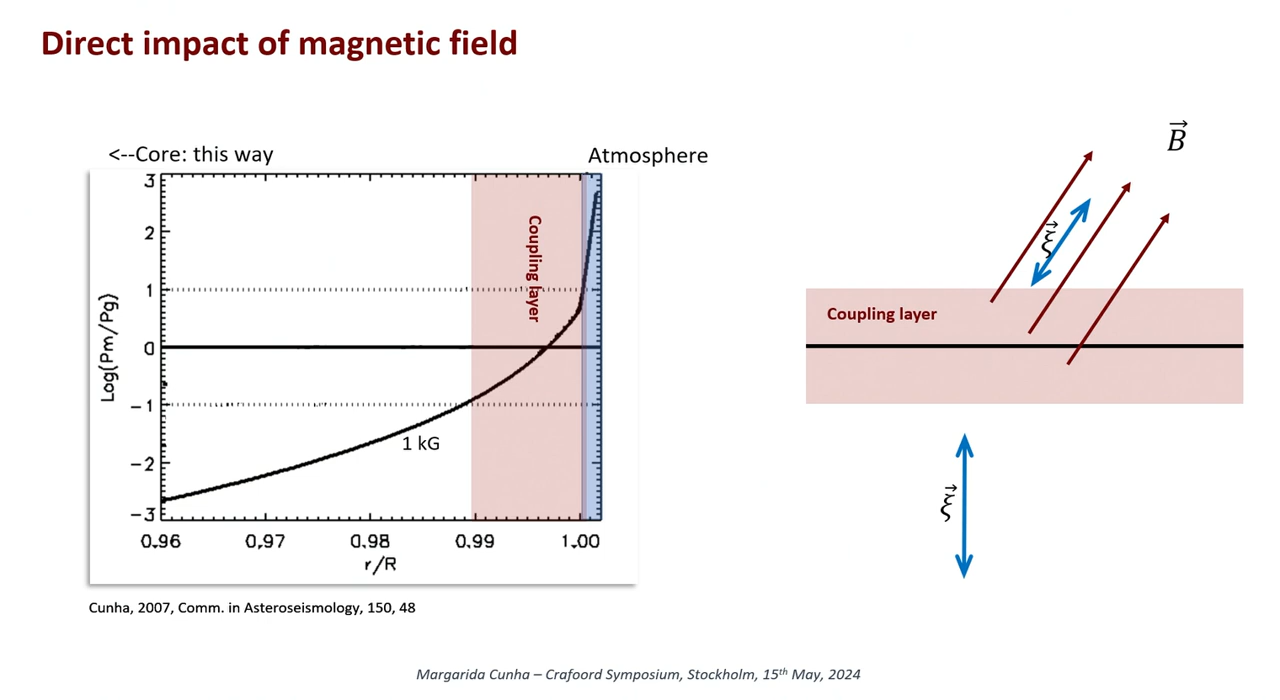 Direct impact of magnetic field
<--Core: this way
Atmosphere
3
2
1
0
−1
−2
−3
Log(Pm/Pg)
Coupling layer
1 kG
0.96 0.97 0.98 0.99 1.00
r/R
Cunha, 2007, Comm. in Asteroseismology, 150, 48
B⃗
ξ⃗
Coupling layer
ξ⃗
Margarida Cunha – Crafoord Symposium, Stockholm, 15th May, 2024